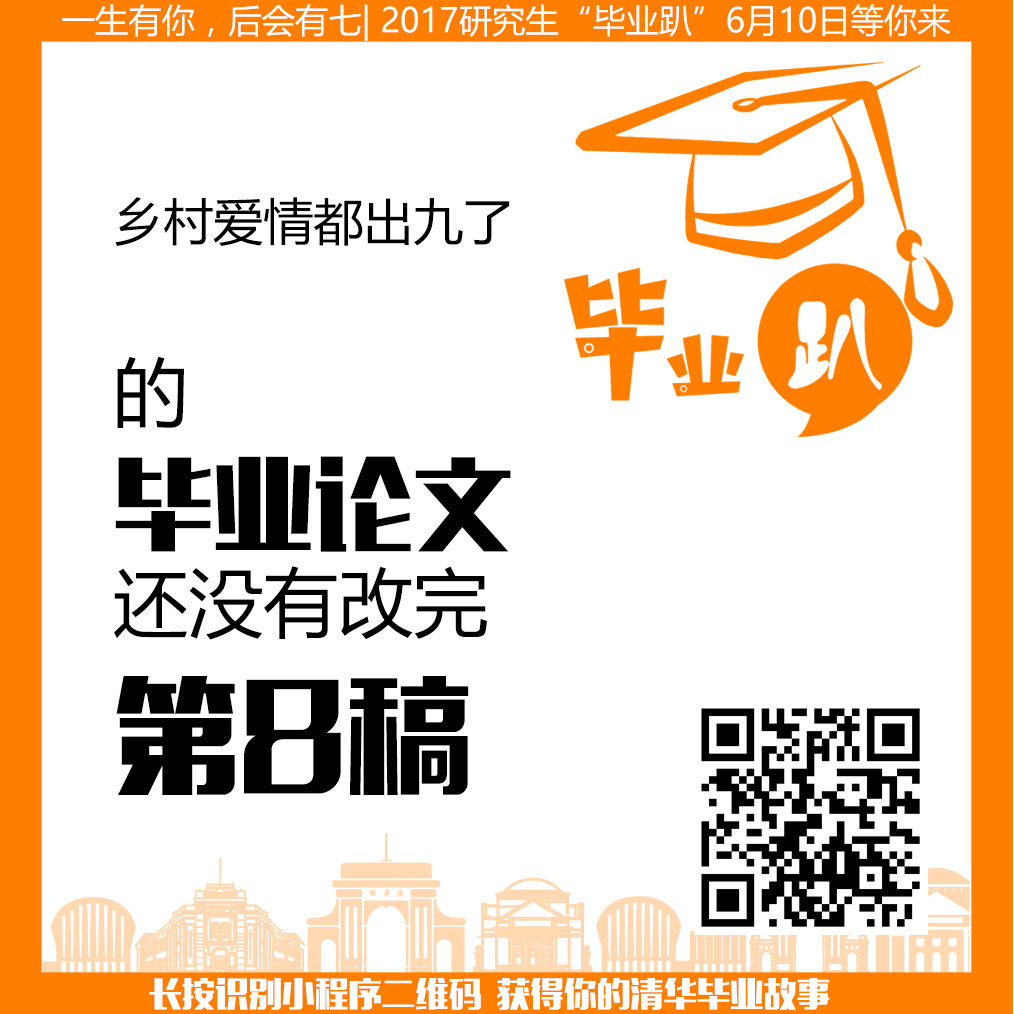 一生有你，后会有七| 2017研究生“毕业趴”6月10日等你来
乡村爱情都出九了
毕业趴
的
毕业论文
还没有改完
第8稿
长按识别小程序二维码 获得你的清华毕业故事